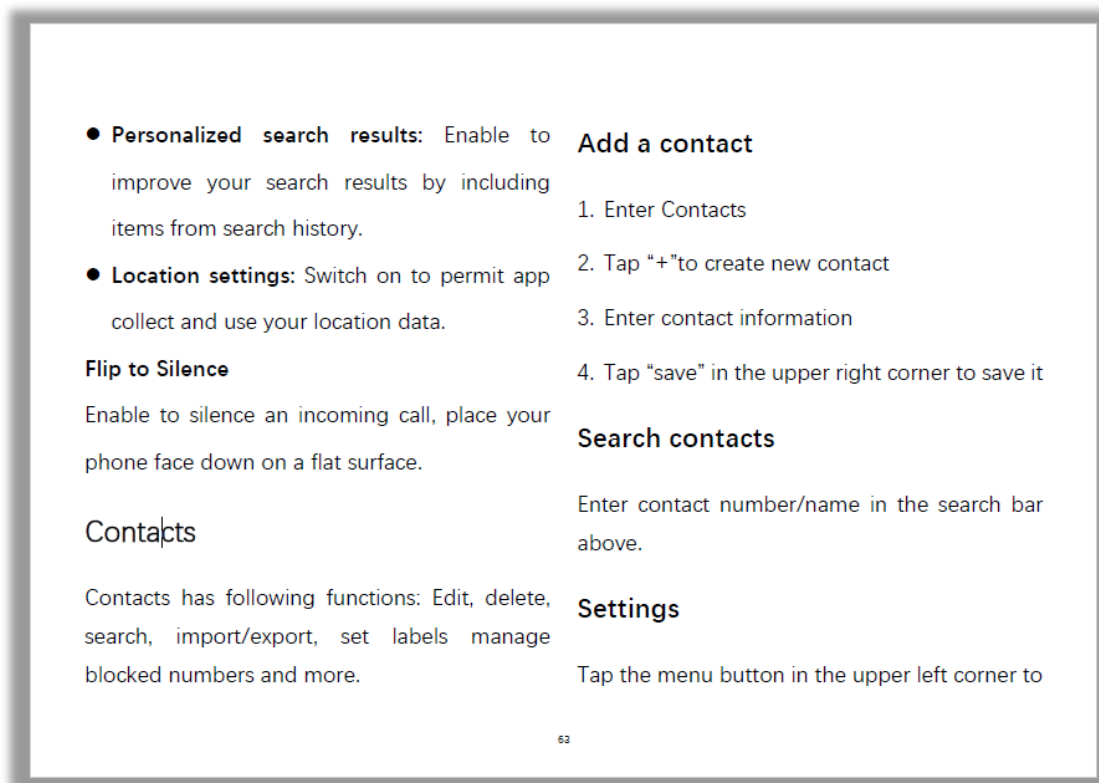 ● Personalized search results: Enable to
improve your search results by including
items from search history.
● Location settings: Switch on to permit app
collect and use your location data.
Flip to Silence
Enable to silence an incoming call, place your
phone face down on a flat surface.
Contacts
Contacts has following functions: Edit, delete,
search, import/export, set labels manage
blocked numbers and more.
Add a contact
1. Enter Contacts
2. Tap “+”to create new contact
3. Enter contact information
4. Tap “save” in the upper right corner to save it
Search contacts
Enter contact number/name in the search bar
above.
Settings
Tap the menu button in the upper left corner to
63